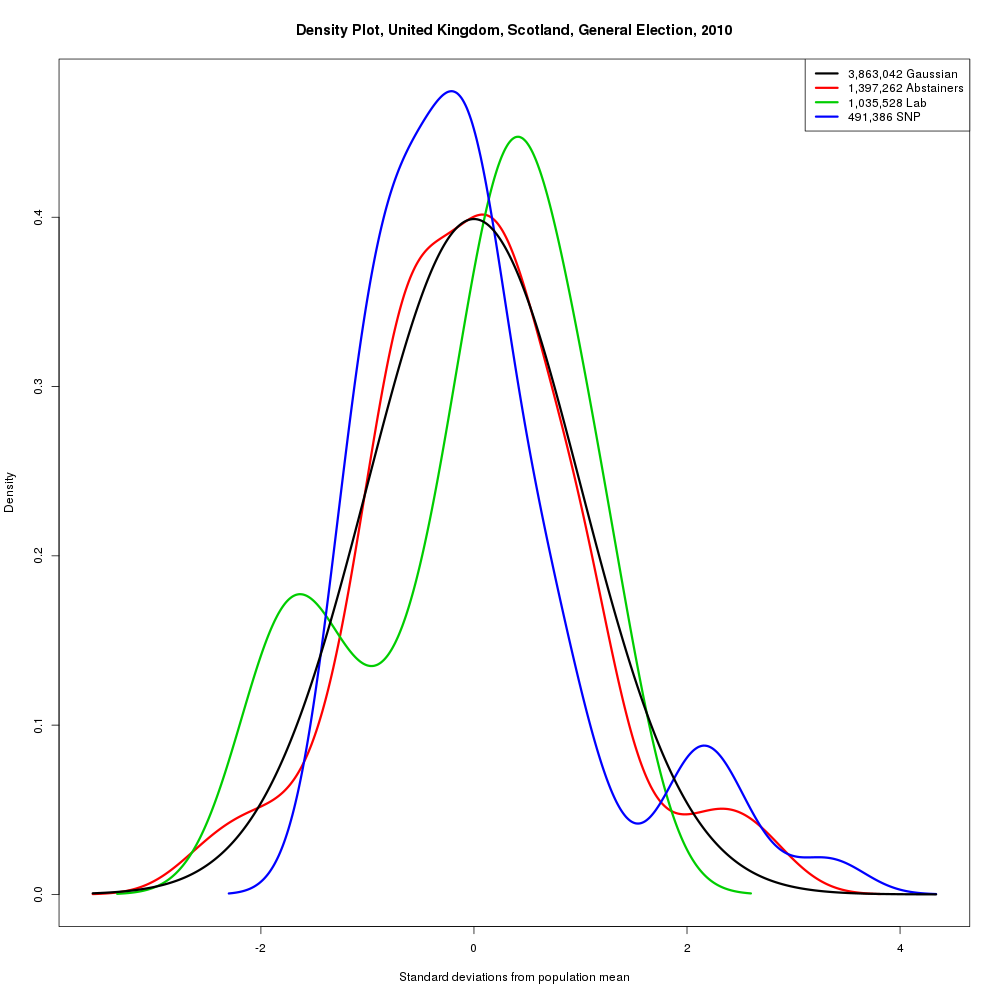 Density Plot, United Kingdom, Scotland, General Election, 2010
3,863,042 Gaussian
1,397,262 Abstainers
1,035,528 Lab
491,386 SNP
Density
0.4
0.3
0.2
0.1
0.0
-2 0 2 4
Standard deviations from population mean